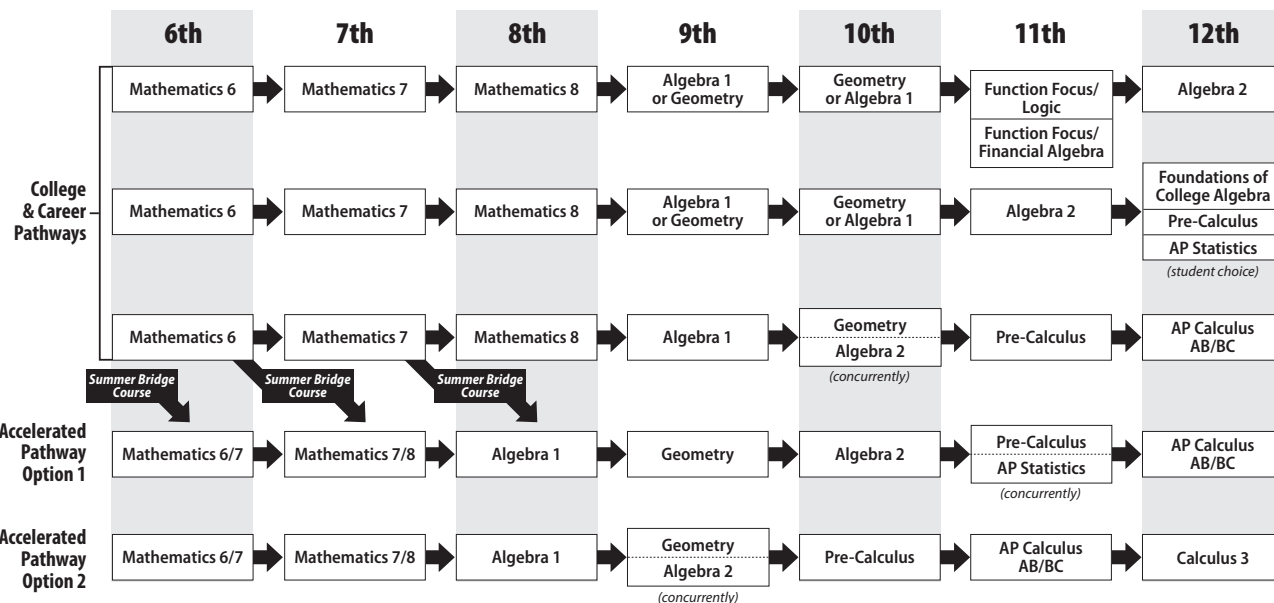 6th
7th
8th
9th
10th
11th
12th
College
& Career
Pathways
Mathematics 6
Mathematics 7
Mathematics 8
Algebra 1
or Geometry
Geometry
or Algebra 1
Function Focus/
Logic
Function Focus/
Financial Algebra
Algebra 2
Mathematics 6
Mathematics 7
Mathematics 8
Algebra 1
or Geometry
Geometry
or Algebra 1
Algebra 2
Foundations of
College Algebra
Pre-Calculus
AP Statistics
(student choice)
Mathematics 6
Mathematics 7
Mathematics 8
Algebra 1
Geometry
Algebra 2
(concurrently)
Pre-Calculus
AP Calculus
AB/BC
Summer Bridge
Course
Summer Bridge
Course
Summer Bridge
Course
Accelerated
Pathway
Option 1
Mathematics 6/7
Mathematics 7/8
Algebra 1
Geometry
Algebra 2
Pre-Calculus
AP Statistics
(concurrently)
AP Calculus
AB/BC
Accelerated
Pathway
Option 2
Mathematics 6/7
Mathematics 7/8
Algebra 1
Geometry
Algebra 2
(concurrently)
Pre-Calculus
AP Calculus
AB/BC
Calculus 3